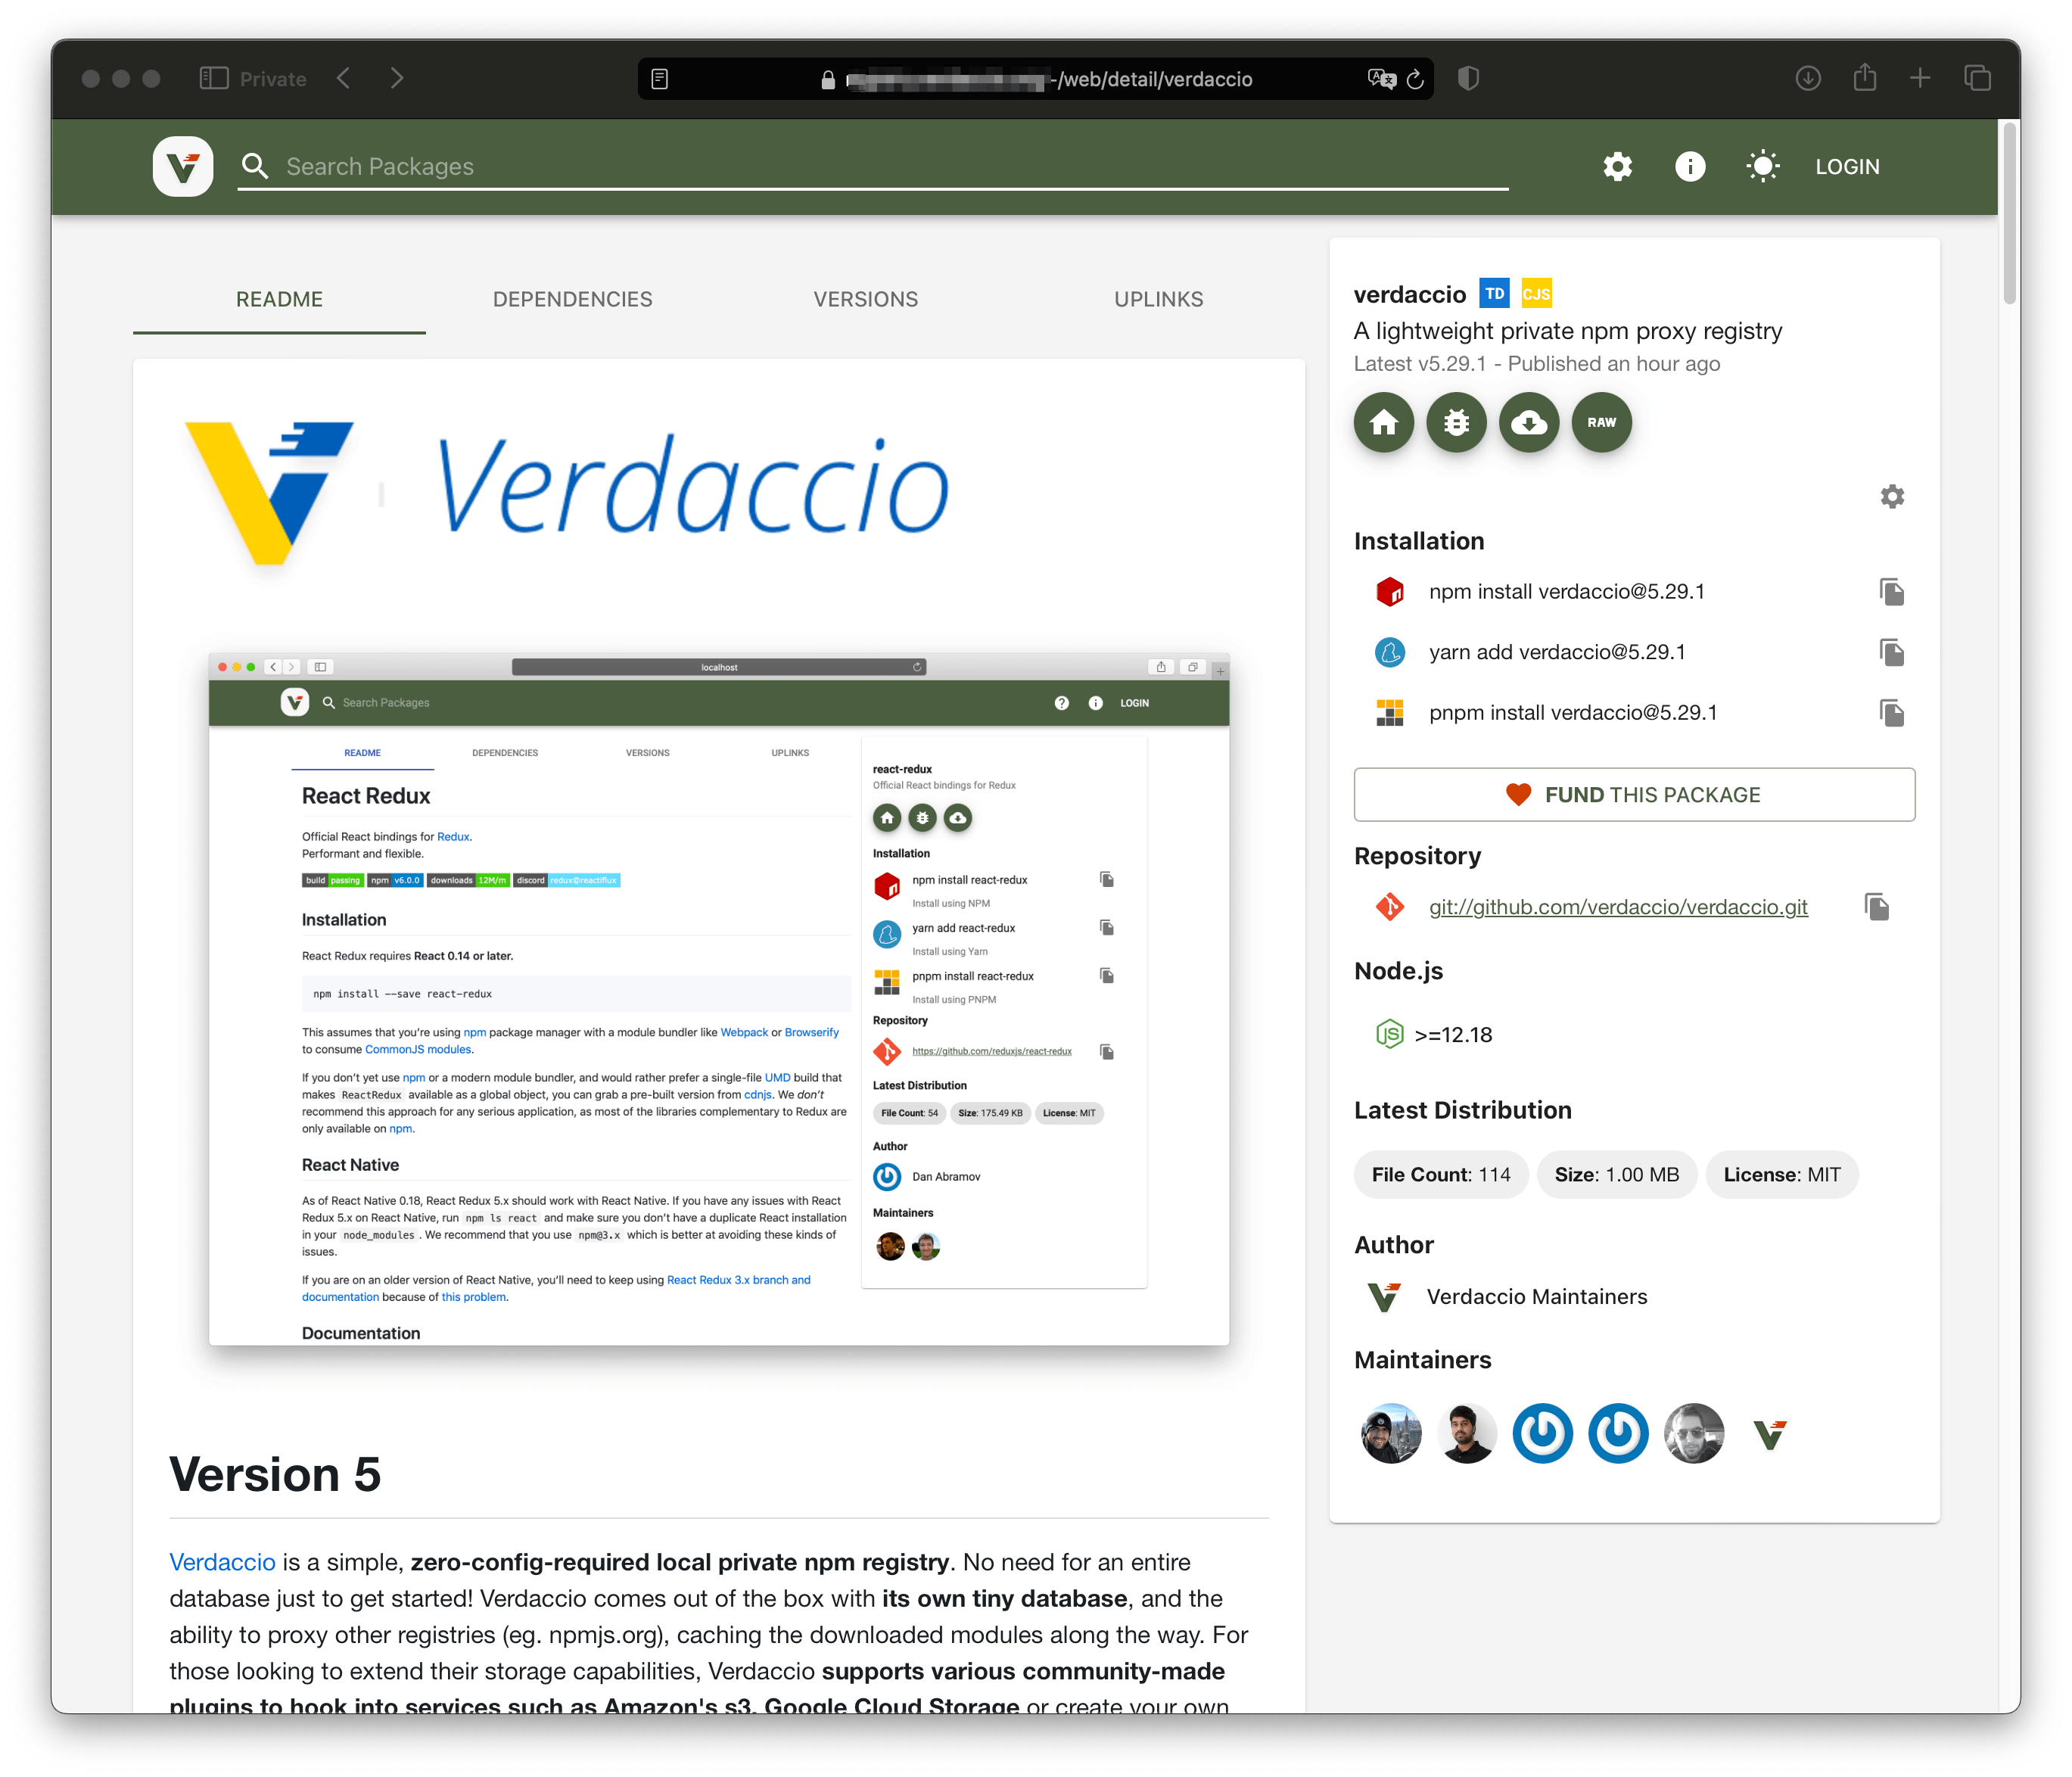 Private
-/web/detail/verdaccio
Search Packages
LOGIN
README
DEPENDENCIES
VERSIONS
UPLINKS
Verdaccio
localhost
Search Packages
LOGIN
README
DEPENDENCIES
VERSIONS
UPLINKS
React Redux
Official React bindings for Redux.
Performant and flexible.
build passing npm v6.0.0 downloads 12M/m discord redux@reactiflux
Installation
React Redux requires React 0.14 or later.
npm install --save react-redux
This assumes that you're using npm package manager with a module bundler like Webpack or Browserify
to consume CommonJS modules.
If you don't yet use npm or a modern module bundler, and would rather prefer a single-file UMD build that
makes ReactRedux available as a global object, you can grab a pre-built version from cdnjs. We don't
recommend this approach for any serious application, as most of the libraries complementary to Redux are
only available on npm.
React Native
As of React Native 0.18, React Redux 5.x should work with React Native. If you have any issues with React
Redux 5.x on React Native, run npm ls react and make sure you don't have a duplicate React installation
in your node_modules . We recommend that you use npm@3.x which is better at avoiding these kinds of
issues.
If you are on an older version of React Native, you'll need to keep using React Redux 3.x branch and
documentation because of this problem.
Documentation
react-redux
Official React bindings for Redux
Installation
npm install react-redux
Install using NPM
yarn add react-redux
Install using Yarn
pnpm install react-redux
Install using PNPM
Repository
https://github.com/reduxjs/react-redux
Latest Distribution
File Count: 54
Size: 175.49 KB
License: MIT
Author
Dan Abramov
Maintainers
Version 5
Verdaccio is a simple, zero-config-required local private npm registry. No need for an entire
database just to get started! Verdaccio comes out of the box with its own tiny database, and the
ability to proxy other registries (eg. npmjs.org), caching the downloaded modules along the way. For
those looking to extend their storage capabilities, Verdaccio supports various community-made
plugins to hook into services such as Amazon's s3, Google Cloud Storage or create your own
verdaccio TD CJS
A lightweight private npm proxy registry
Latest v5.29.1 - Published an hour ago
RAW
Installation
npm install verdaccio@5.29.1
yarn add verdaccio@5.29.1
pnpm install verdaccio@5.29.1
FUND THIS PACKAGE
Repository
git://github.com/verdaccio/verdaccio.git
Node.js
JS >=12.18
Latest Distribution
File Count: 114
Size: 1.00 MB
License: MIT
Author
Verdaccio Maintainers
Maintainers